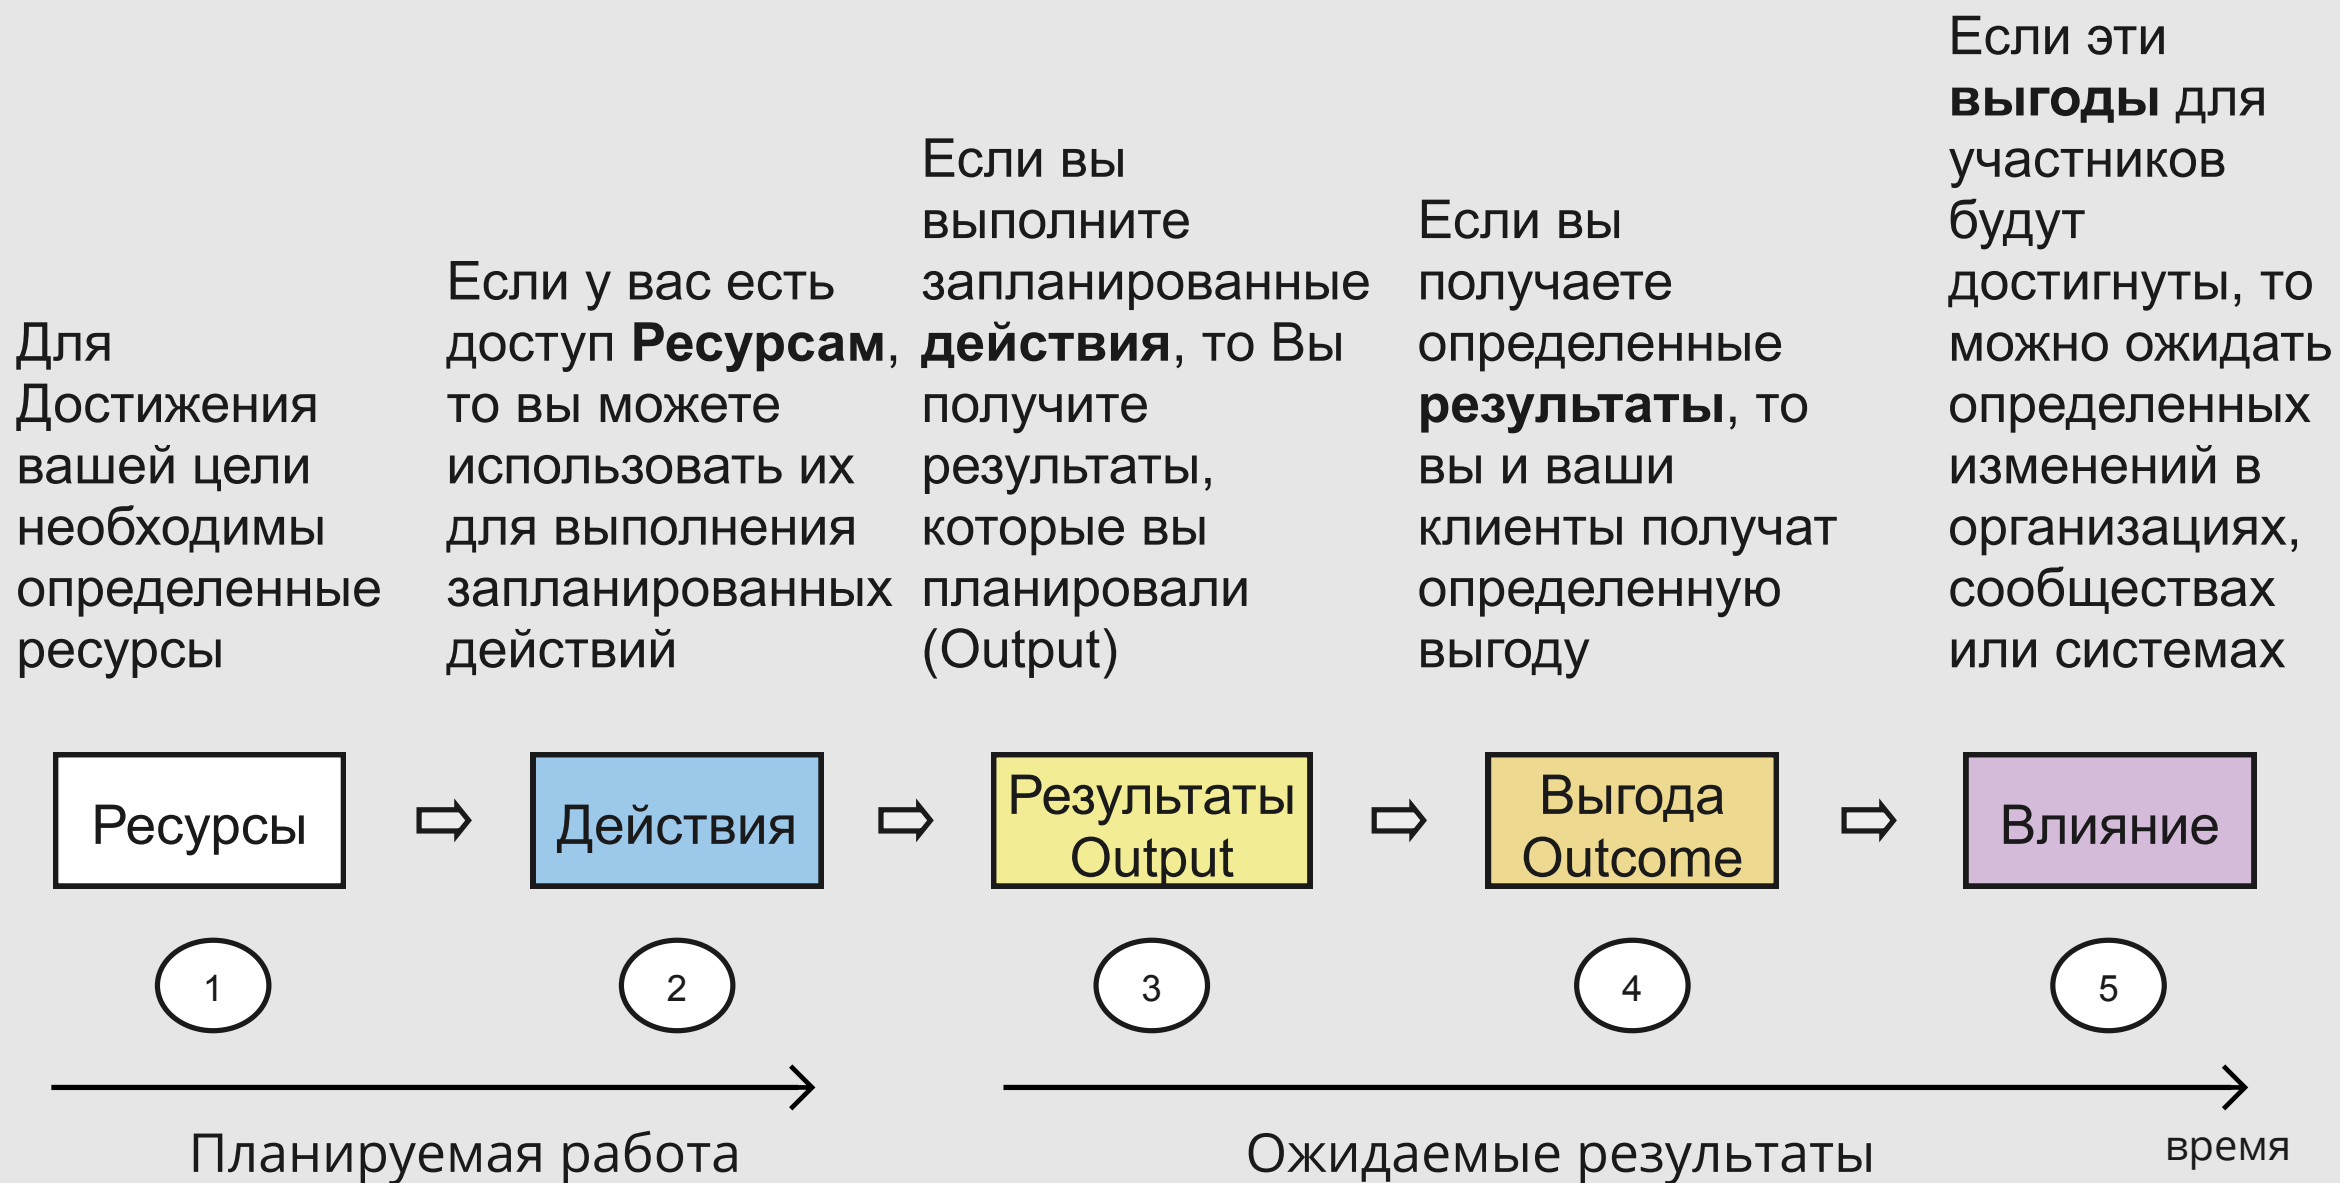 Для
Достижения
вашей цели
необходимы
определенные
ресурсы
Если у вас есть
доступ Ресурсам,
то вы можете
использовать их
для выполнения
запланированных
действий
Если вы
выполните
запланированные
действия, то Вы
получите
результаты,
которые вы
планировали
(Output)
Если вы
получаете
определенные
результаты, то
вы и ваши
клиенты получат
определенную
выгоду
Если эти
выгоды для
участников
будут
достигнуты, то
можно ожидать
определенных
изменений в
организациях,
сообществах
или системах
Ресурсы
Действия
Результаты
Output
Выгода
Outcome
Влияние
1
2
3
4
5
Планируемая работа
Ожидаемые результаты
время